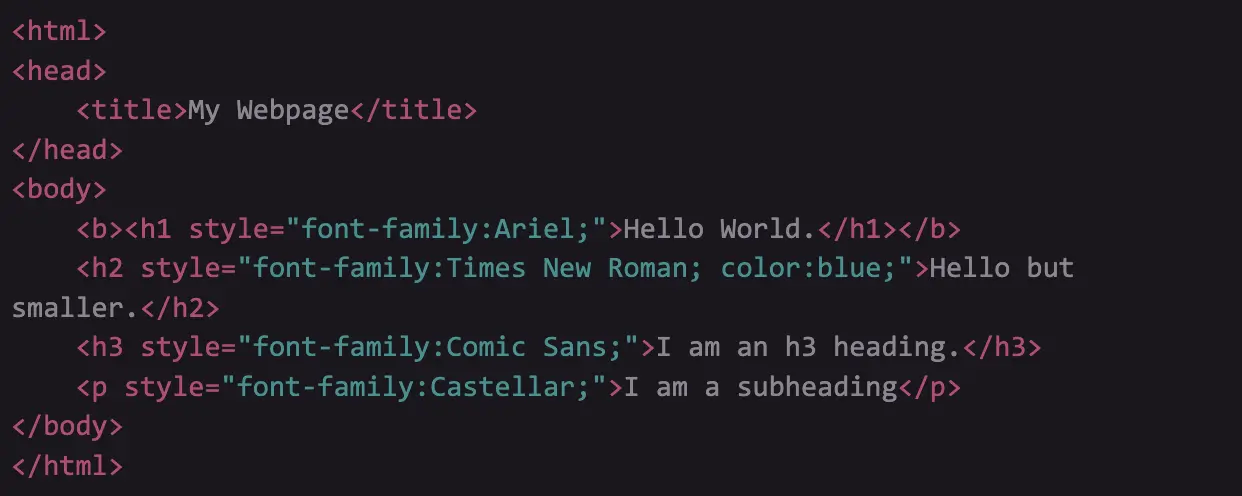 <html>
<head>
    <title>My Webpage</title>
</head>
<body>
    <b><h1 style="font-family:Ariel;">Hello World.</h1></b>
    <h2 style="font-family:Times New Roman; color:blue;">Hello but
smaller.</h2>
    <h3 style="font-family:Comic Sans;">I am an h3 heading.</h3>
    <p style="font-family:Castellar;">I am a subheading</p>
</body>
</html>